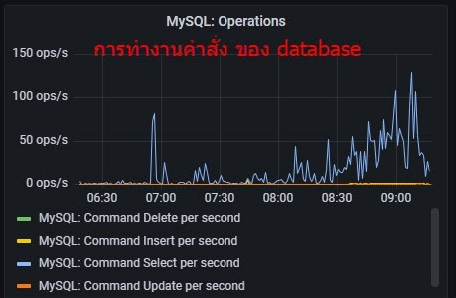 MySQL: Operations
การทำงานคำสั่ง ของ database
150 ops/s
100 ops/s
50 ops/s
0 ops/s
06:30 07:00 07:30 08:00 08:30 09:00
MySQL: Command Delete per second
MySQL: Command Insert per second
MySQL: Command Select per second
MySQL: Command Update per second